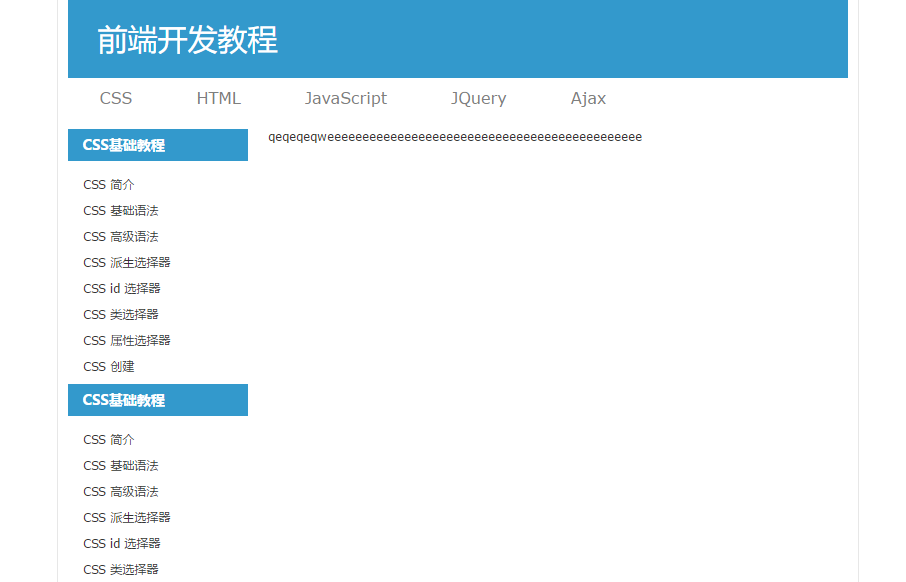 前端开发教程
CSS HTML JavaScript JQuery Ajax
CSS基础教程
CSS 简介
CSS 基础语法
CSS 高级语法
CSS 派生选择器
CSS id 选择器
CSS 类选择器
CSS 属性选择器
CSS 创建
CSS基础教程
CSS 简介
CSS 基础语法
CSS 高级语法
CSS 派生选择器
CSS id 选择器
CSS 类选择器
qeqeqeqweeeeeeeeeeeeeeeeeeeeeeeeeeeeeeeeeeeeeeeeeeeee